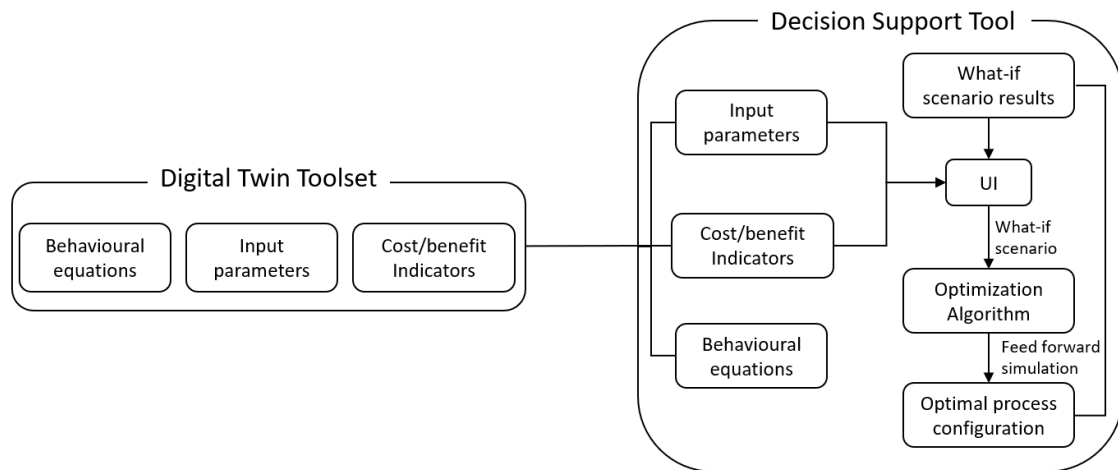 Digital Twin Toolset
Behavioural
equations
Input
parameters
Cost/benefit
Indicators
Decision Support Tool
Input
parameters
Cost/benefit
Indicators
Behavioural
equations
What-if
scenario results
UI
What-if
scenario
Optimization
Algorithm
Feed forward
simulation
Optimal process
configuration